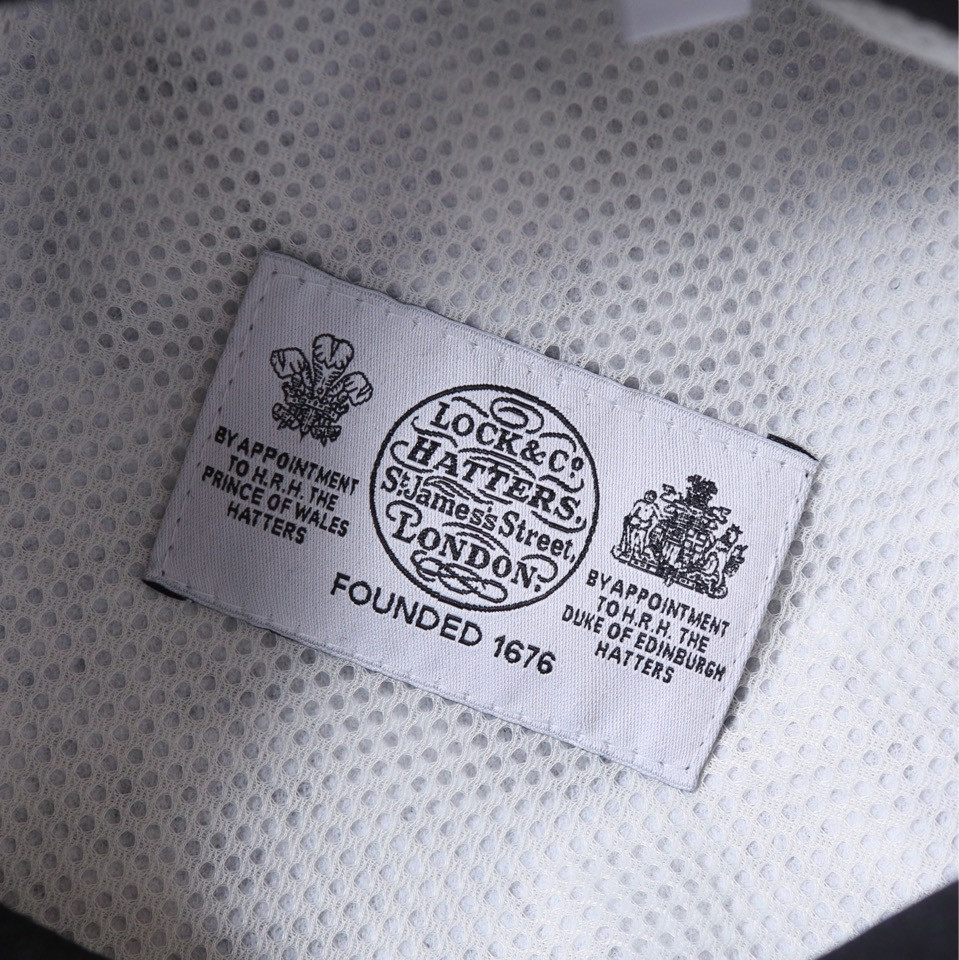 BY APPOINTMENT
TO H.R.H. THE
PRINCE OF WALES
HATTERS
LOCK & Co.
HATTERS,
St. James's Street,
LONDON.
FOUNDED 1676
BY APPOINTMENT
TO H.R.H. THE
DUKE OF EDINBURGH
HATTERS